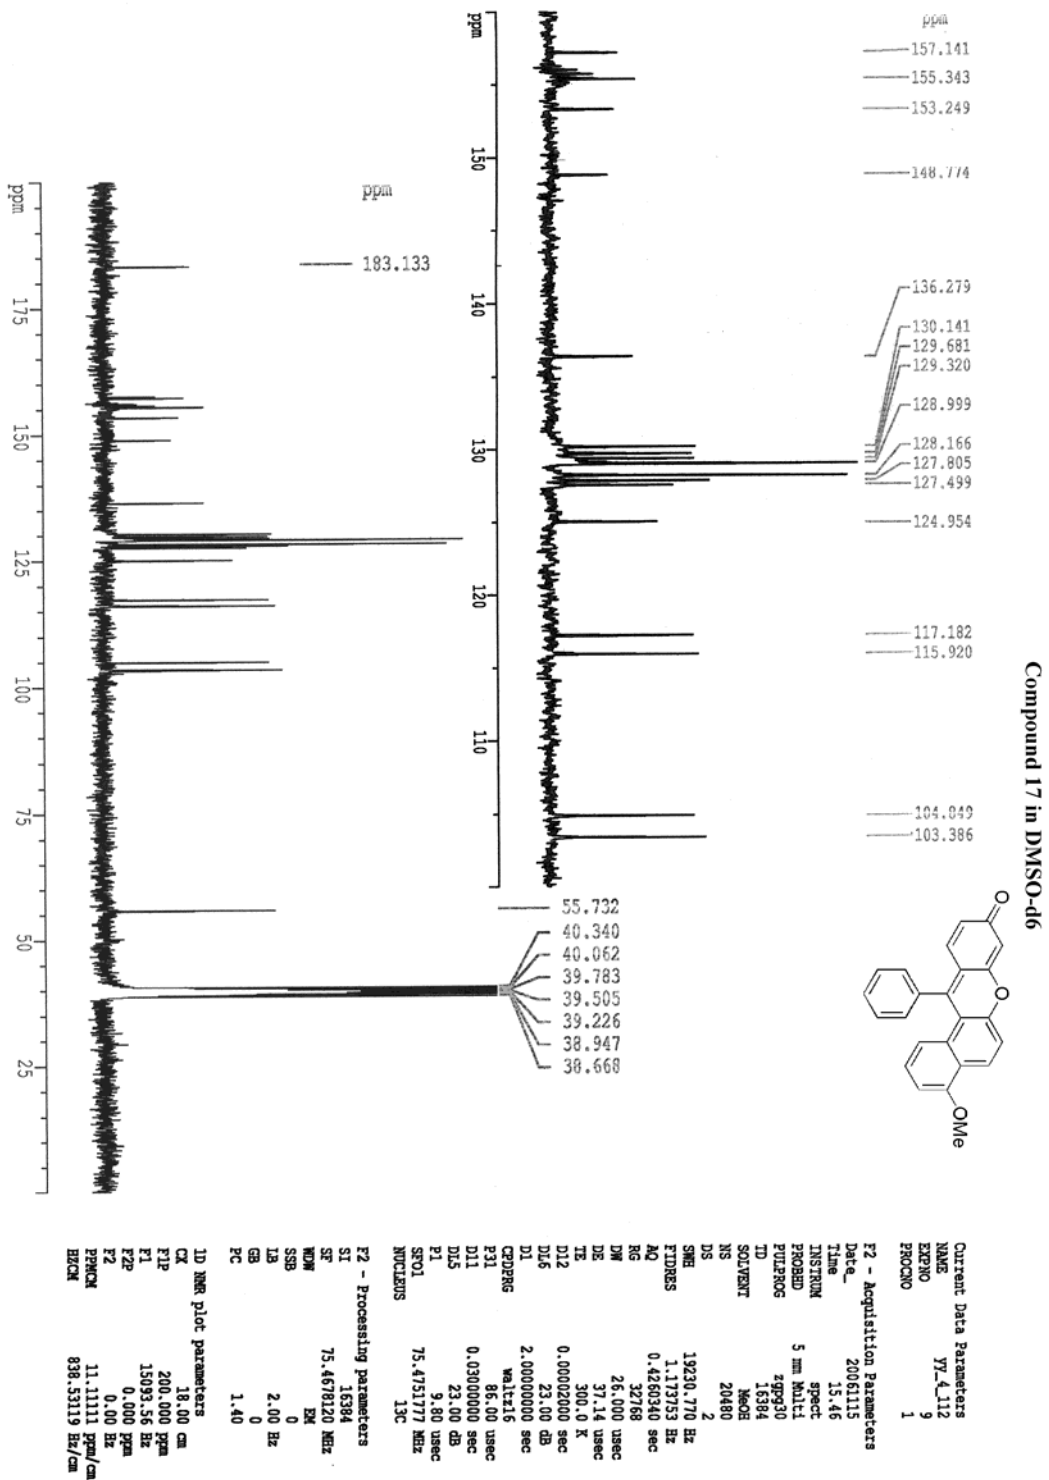 Compound 17 in DMSO-d6
ppm
157.141
155.343
153.249
148.774
136.279
130.141
129.681
129.320
128.999
128.166
127.805
127.499
124.954
117.182
115.920
104.849
103.386
ppm
150
140
130
120
110
O
O
OMe
ppm
183.133
55.732
40.340
40.062
39.783
39.505
39.226
38.947
38.668
ppm
175
150
125
100
75
50
25
Current Data Parameters
NAME YY_4_112
EXPNO 9
PROCNO 1
F2 - Acquisition Parameters
Date_ 20061115
Time 15.46
INSTRUM spect
PROBHD 5 mm Multi
PULPROG zgpg30
TD 16384
SOLVENT MeOH
NS 20480
DS 2
SWH 19230.770 Hz
FIDRES 1.173753 Hz
AQ 0.4260340 sec
RG 32768
DW 26.000 usec
DE 37.14 usec
TE 300.0 K
D12 0.00002000 sec
DL6 23.00 dB
D1 2.00000000 sec
CPDPRG waltz16
P31 86.00 usec
D11 0.03000000 sec
DL5 23.00 dB
P1 9.80 usec
SFO1 75.4751777 MHz
NUCLEUS 13C
F2 - Processing parameters
SI 16384
SF 75.4678120 MHz
WDW EM
SSB 0
LB 2.00 Hz
GB 0
PC 1.40
1D NMR plot parameters
CX 18.00 cm
F1P 200.000 ppm
F1 15093.56 Hz
F2P 0.000 ppm
F2 0.00 Hz
PPMCM 11.11111 ppm/cm
HZCM 838.53119 Hz/cm